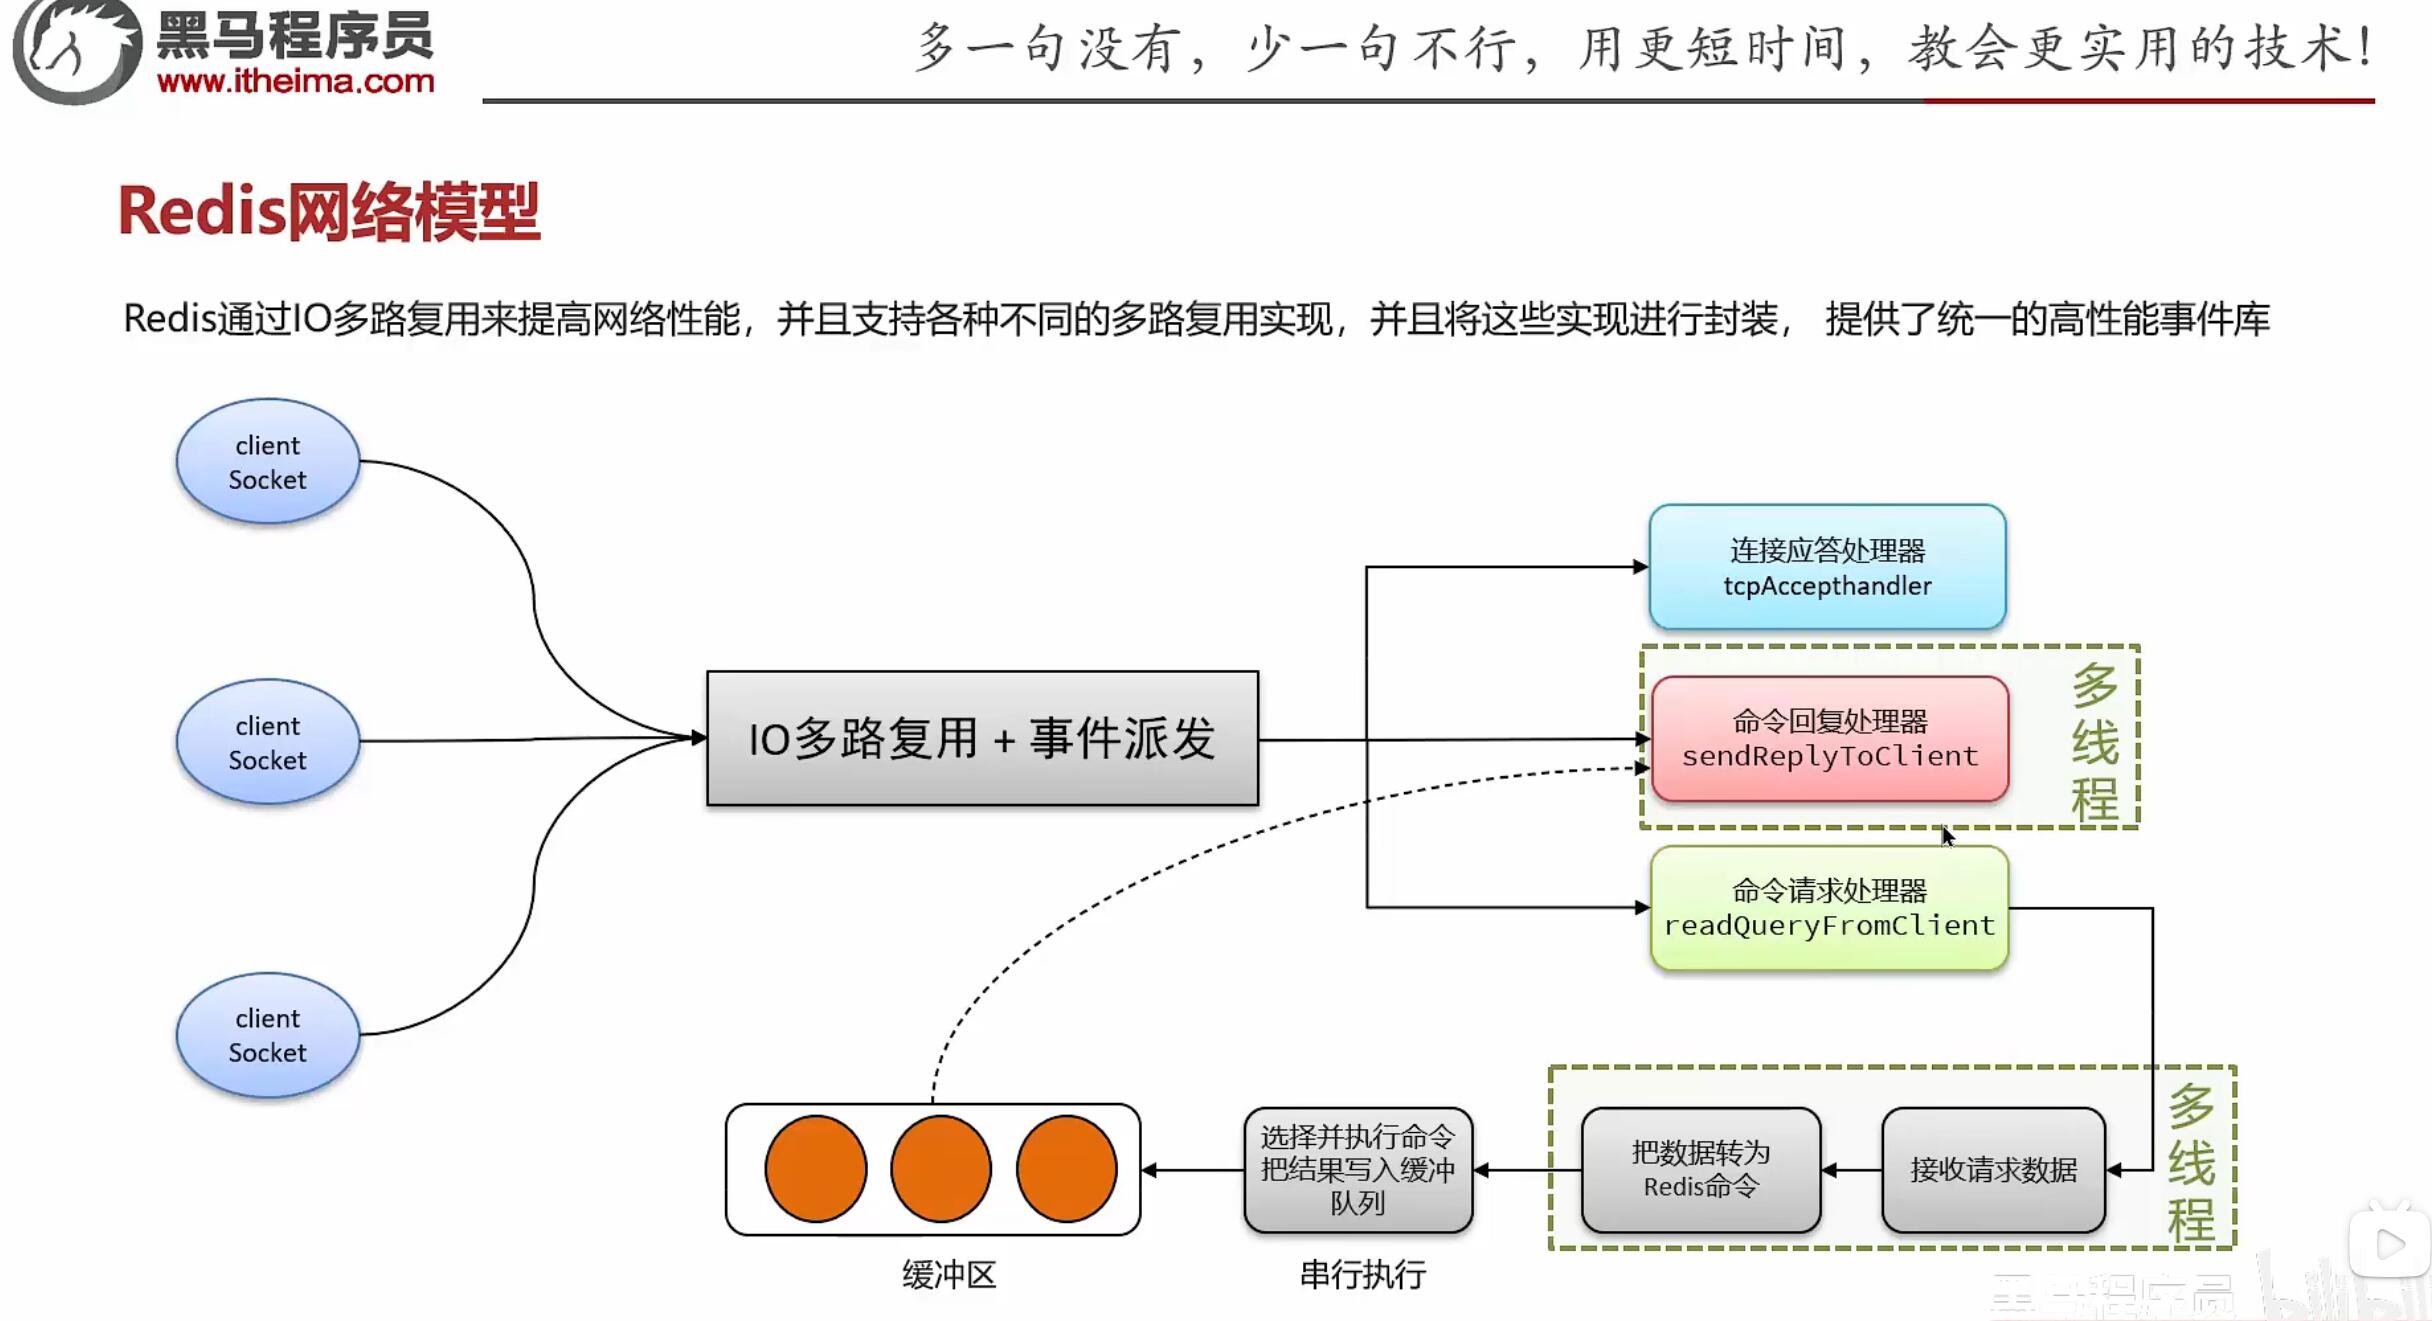 黑马程序员
www.itheima.com
多一句没有，少一句不行，用更短时间，教会更实用的技术！
Redis网络模型
Redis通过IO多路复用来提高网络性能，并且支持各种不同的多路复用实现，并且将这些实现进行封装， 提供了统一的高性能事件库
client
Socket
client
Socket
client
Socket
IO多路复用 + 事件派发
连接应答处理器
tcpAccepthandler
命令回复处理器
sendReplyToClient
多线程
命令请求处理器
readQueryFromClient
多线程
接收请求数据
把数据转为
Redis命令
选择并执行命令
把结果写入缓冲
队列
串行执行
缓冲区
黑马程序员
bilibili